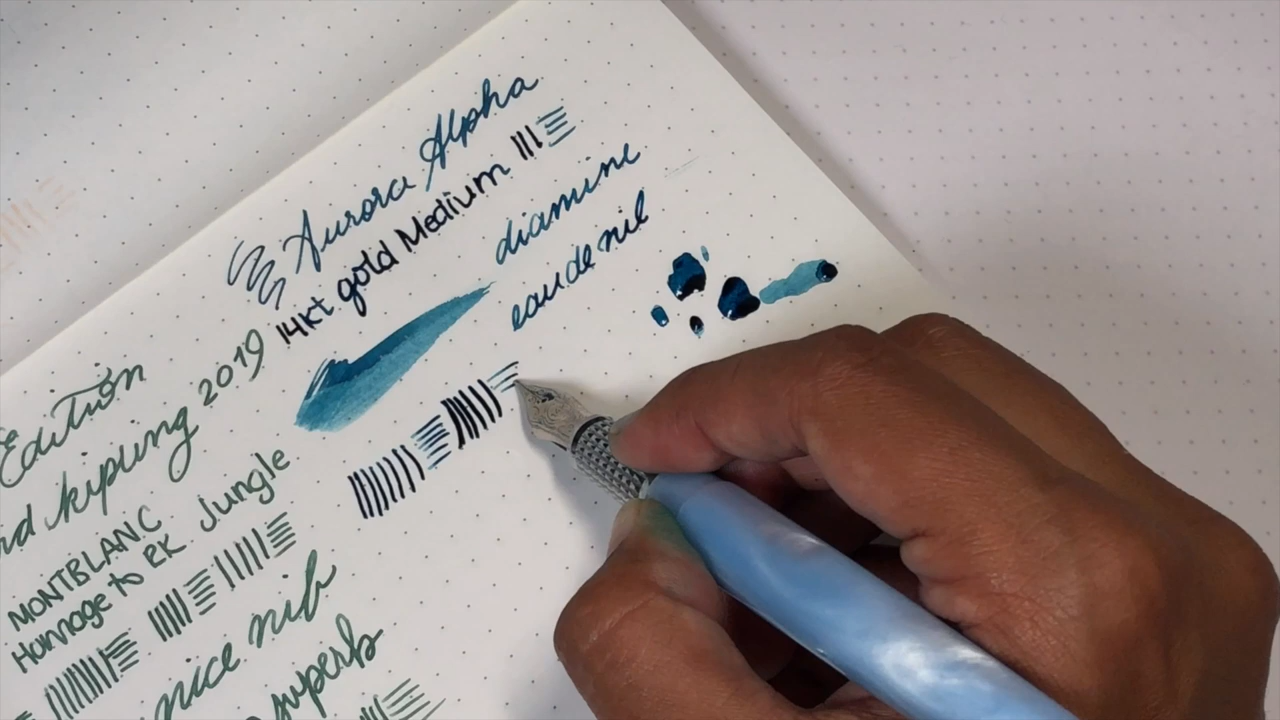 Aurora Alpha
14kt gold Medium
diamine
eau de nil
Edition
Kipling 2019
MONTBLANC
Homage to RK Jungle
nice nib
superb